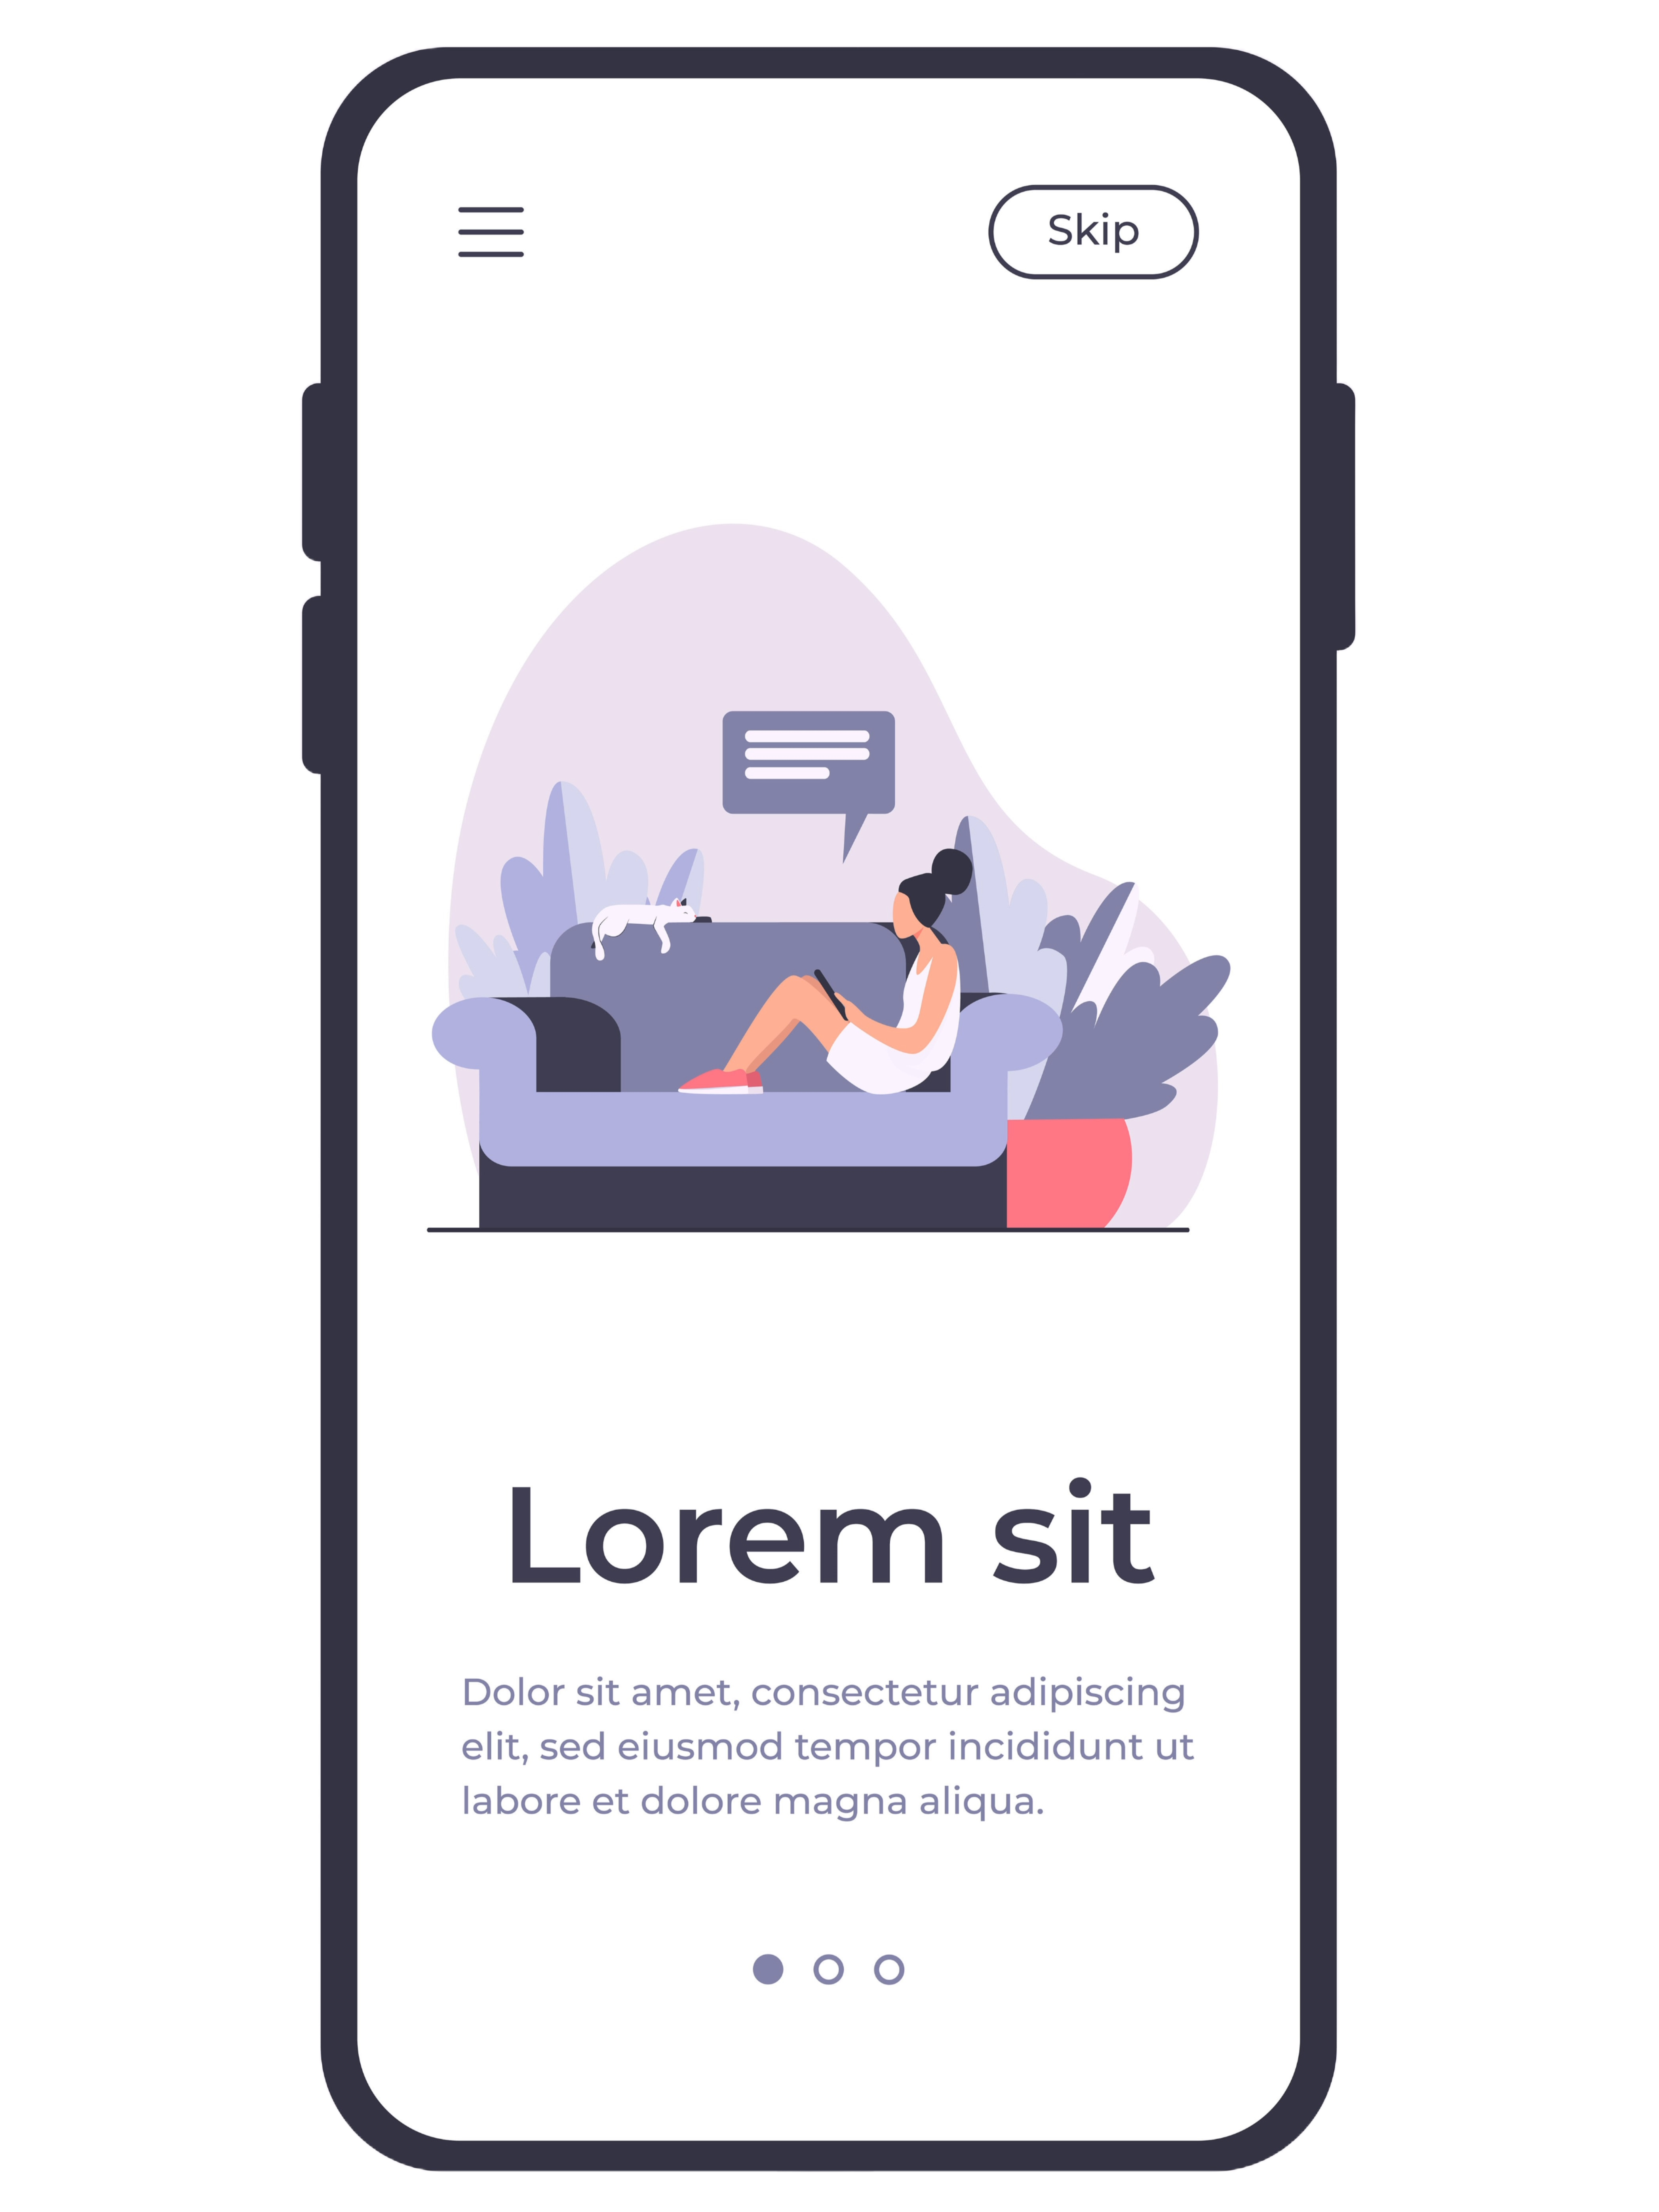 Skip
Lorem sit
Dolor sit amet, consectetur adipiscing
elit, sed eiusmod tempor incididunt ut
labore et dolore magna aliqua.